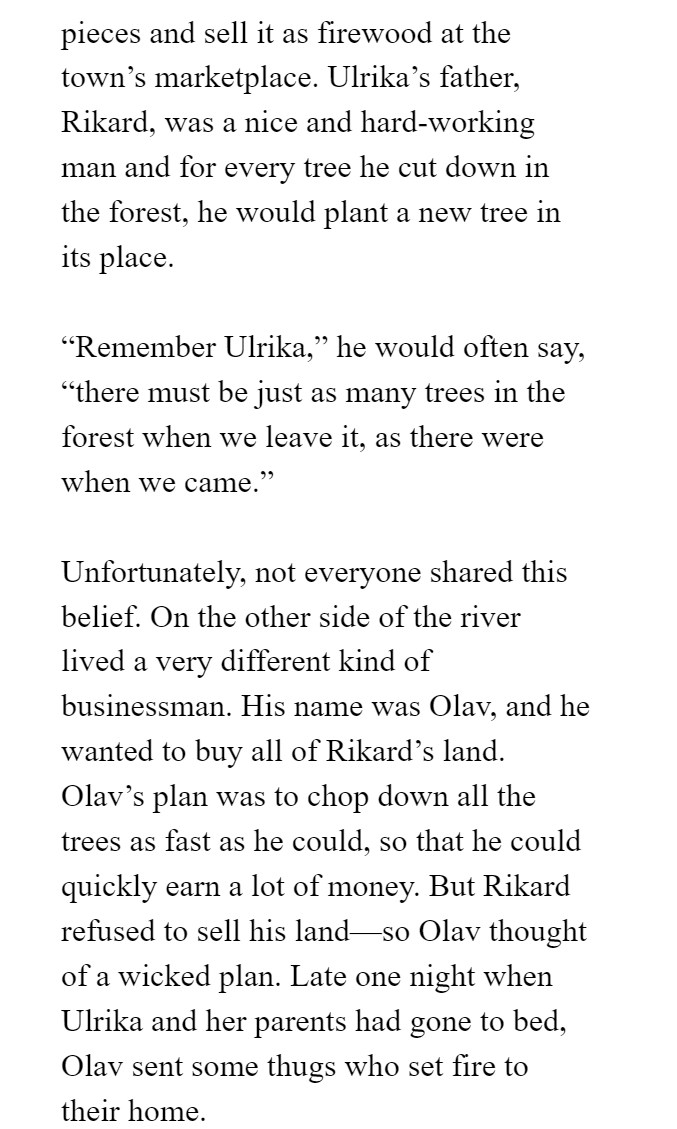 pieces and sell it as firewood at the
town’s marketplace. Ulrika’s father,
Rikard, was a nice and hard-working
man and for every tree he cut down in
the forest, he would plant a new tree in
its place.
“Remember Ulrika,” he would often say,
“there must be just as many trees in the
forest when we leave it, as there were
when we came.”
Unfortunately, not everyone shared this
belief. On the other side of the river
lived a very different kind of
businessman. His name was Olav, and he
wanted to buy all of Rikard’s land.
Olav’s plan was to chop down all the
trees as fast as he could, so that he could
quickly earn a lot of money. But Rikard
refused to sell his land—so Olav thought
of a wicked plan. Late one night when
Ulrika and her parents had gone to bed,
Olav sent some thugs who set fire to
their home.